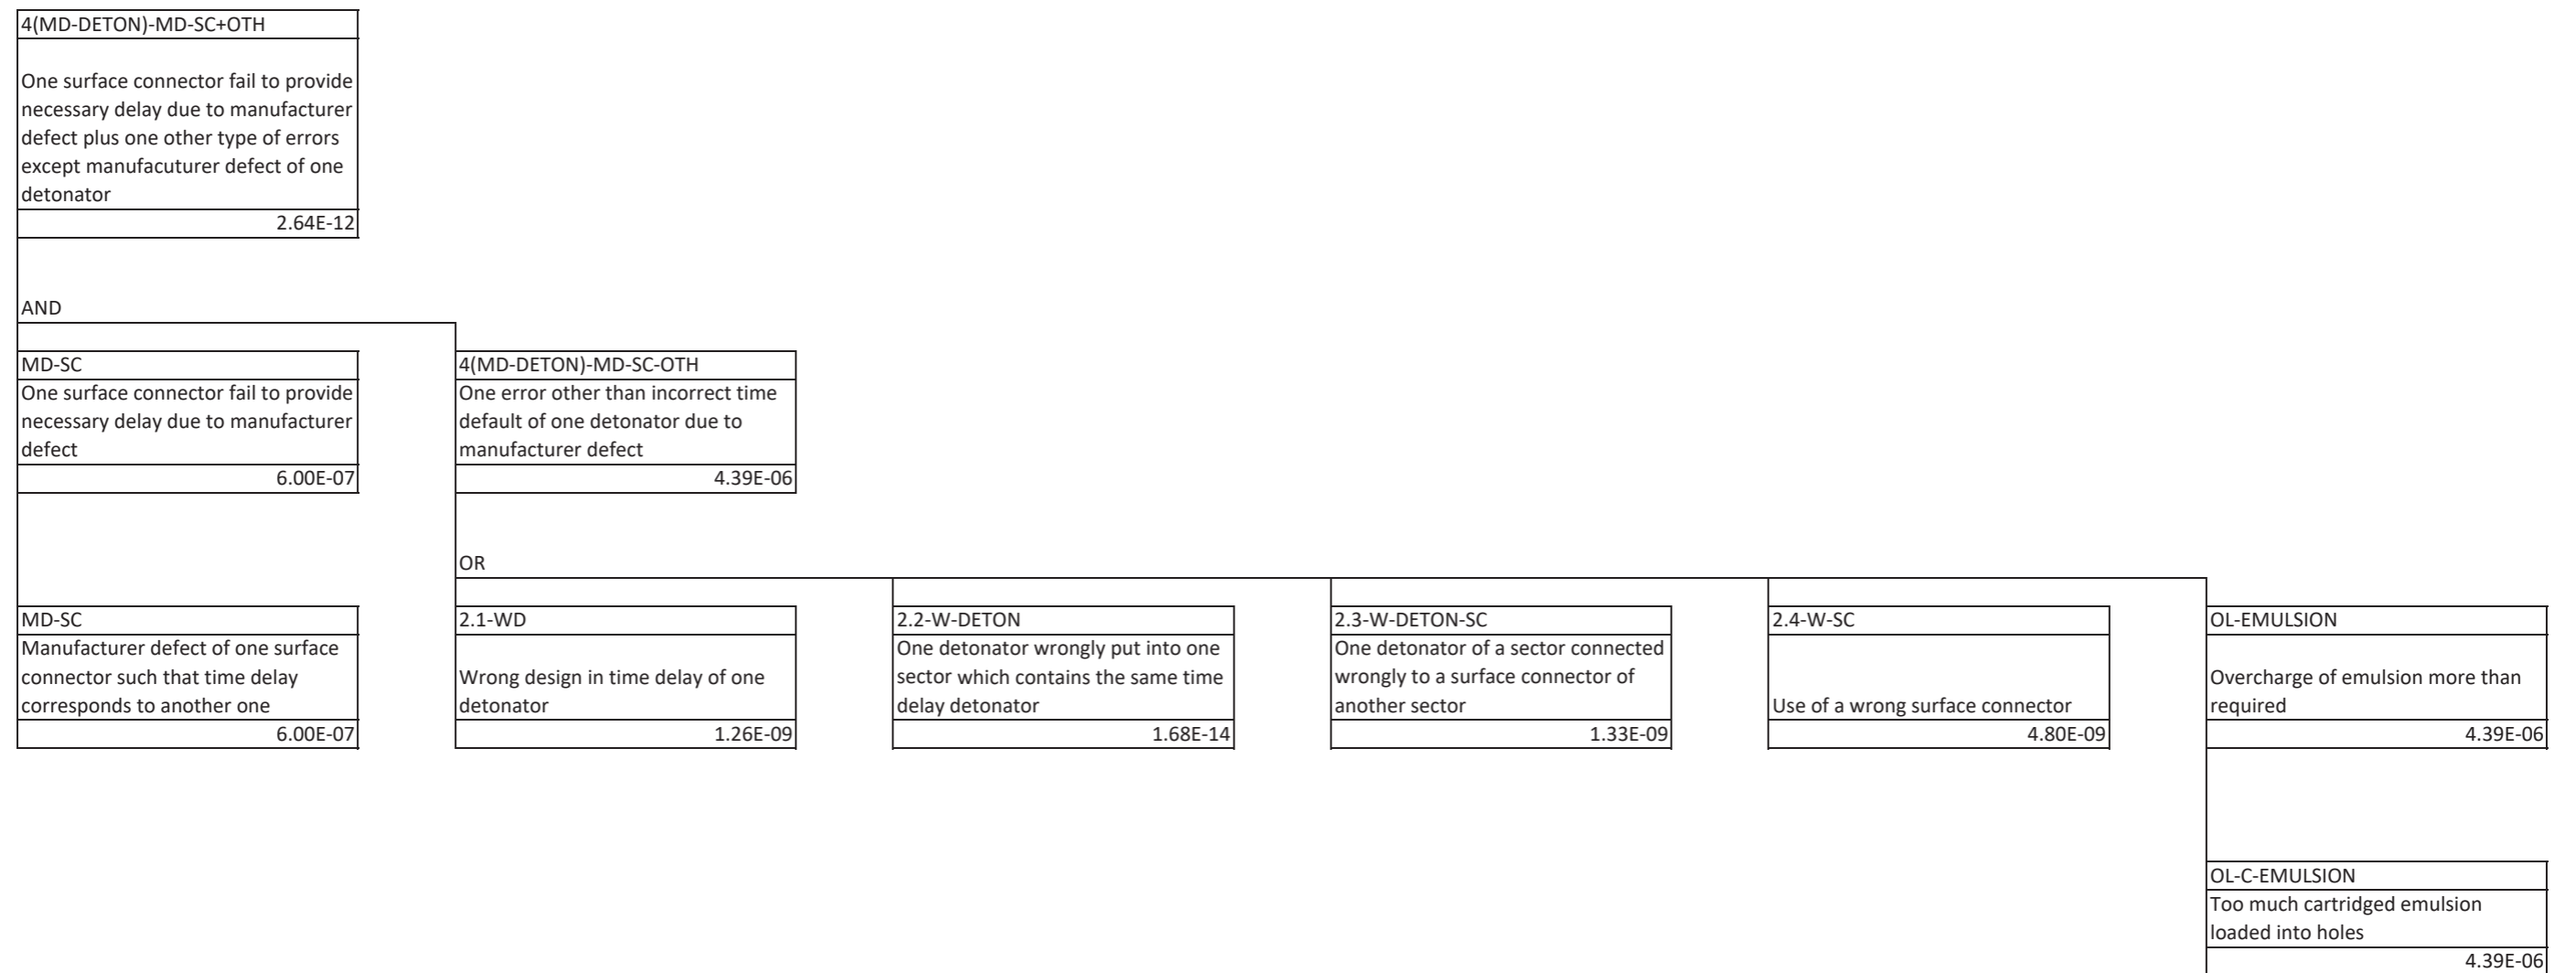 4(MD-DETON)-MD-SC+OTH
One surface connector fail to provide
necessary delay due to manufacturer
defect plus one other type of errors
except manufacuturer defect of one
detonator
2.64E-12
AND
MD-SC
One surface connector fail to provide
necessary delay due to manufacturer
defect
6.00E-07
4(MD-DETON)-MD-SC-OTH
One error other than incorrect time
default of one detonator due to
manufacturer defect
4.39E-06
OR
MD-SC
Manufacturer defect of one surface
connector such that time delay
corresponds to another one
6.00E-07
2.1-WD
Wrong design in time delay of one
detonator
1.26E-09
2.2-W-DETON
One detonator wrongly put into one
sector which contains the same time
delay detonator
1.68E-14
2.3-W-DETON-SC
One detonator of a sector connected
wrongly to a surface connector of
another sector
1.33E-09
2.4-W-SC
Use of a wrong surface connector
4.80E-09
OL-EMULSION
Overcharge of emulsion more than
required
4.39E-06
OL-C-EMULSION
Too much cartridged emulsion
loaded into holes
4.39E-06